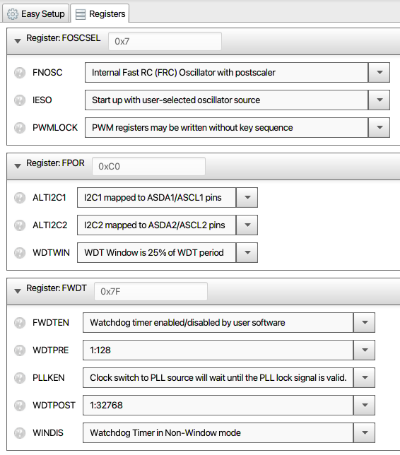 Easy Setup Registers
Register: FOSCSEL 0x7
FNOSC Internal Fast RC (FRC) Oscillator with postscaler
IESO Start up with user-selected oscillator source
PWMLOCK PWM registers may be written without key sequence
Register: FPOR 0xC0
ALTI2C1 I2C1 mapped to ASDA1/ASCL1 pins
ALTI2C2 I2C2 mapped to ASDA2/ASCL2 pins
WDTWIN WDT Window is 25% of WDT period
Register: FWDT 0x7F
FWDTEN Watchdog timer enabled/disabled by user software
WDTPRE 1:128
PLLKEN Clock switch to PLL source will wait until the PLL lock signal is valid.
WDTPOST 1:32768
WINDIS Watchdog Timer in Non-Window mode